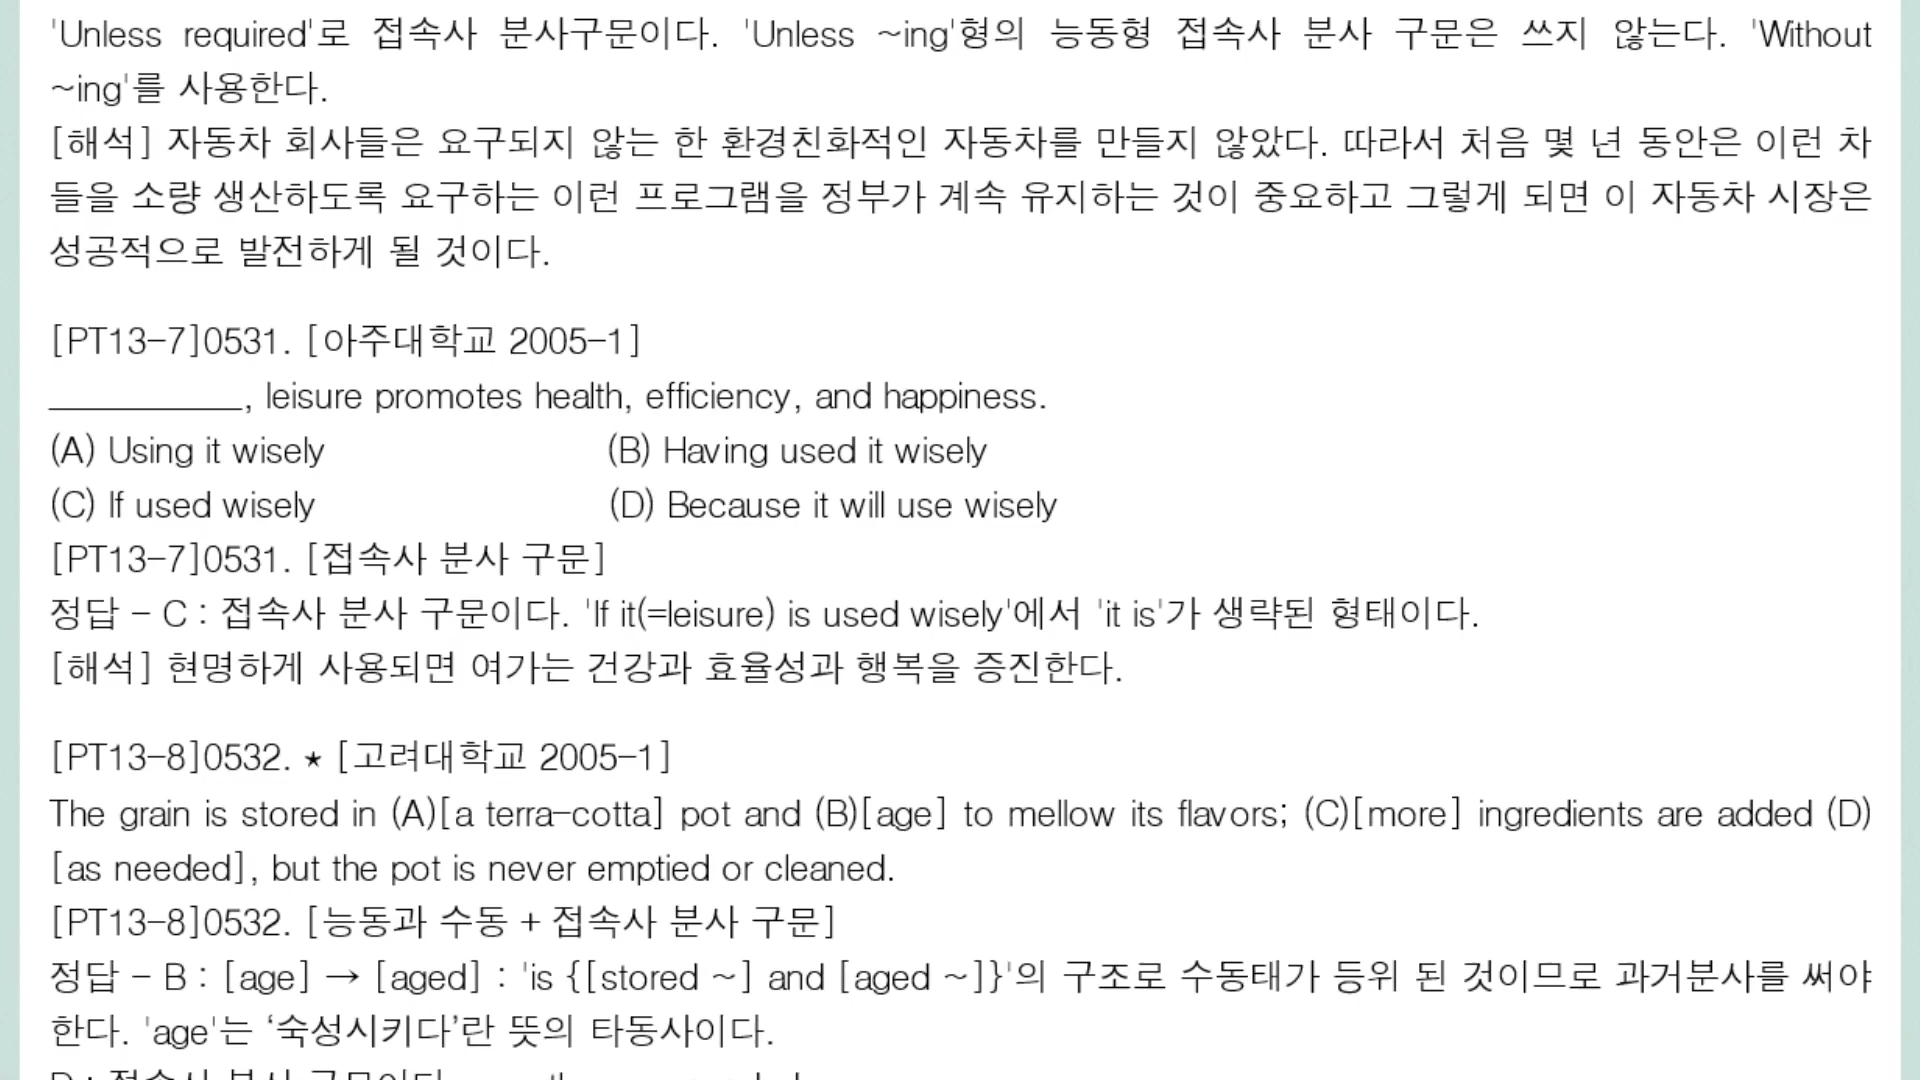 'Unless required'로 접속사 분사구문이다. 'Unless ~ing'형의 능동형 접속사 분사 구문은 쓰지 않는다. 'Without
~ing'를 사용한다.
[해석] 자동차 회사들은 요구되지 않는 한 환경친화적인 자동차를 만들지 않았다. 따라서 처음 몇 년 동안은 이런 차
들을 소량 생산하도록 요구하는 이런 프로그램을 정부가 계속 유지하는 것이 중요하고 그렇게 되면 이 자동차 시장은
성공적으로 발전하게 될 것이다.
[PT13-7]0531. [아주대학교 2005-1]
__________, leisure promotes health, efficiency, and happiness.
(A) Using it wisely (B) Having used it wisely
(C) If used wisely (D) Because it will use wisely
[PT13-7]0531. [접속사 분사 구문]
정답 - C : 접속사 분사 구문이다. 'If it(=leisure) is used wisely'에서 'it is'가 생략된 형태이다.
[해석] 현명하게 사용되면 여가는 건강과 효율성과 행복을 증진한다.
[PT13-8]0532. ★ [고려대학교 2005-1]
The grain is stored in (A)[a terra-cotta] pot and (B)[age] to mellow its flavors; (C)[more] ingredients are added (D)
[as needed], but the pot is never emptied or cleaned.
[PT13-8]0532. [능동과 수동 + 접속사 분사 구문]
정답 - B : [age] → [aged] : 'is {[stored ~] and [aged ~]}'의 구조로 수동태가 등위 된 것이므로 과거분사를 써야
한다. 'age'는 ‘숙성시키다’란 뜻의 타동사이다.